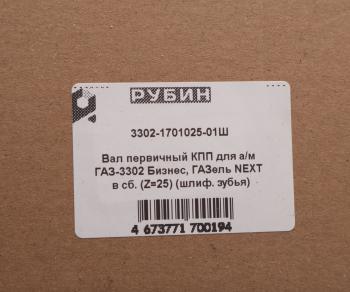 РУБИН
3302-1701025-01Ш
Вал первичный КПП для а/м
ГАЗ-3302 Бизнес, ГАЗель NEXT
в сб. (Z=25) (шлиф. зубья)
4 673771 700194